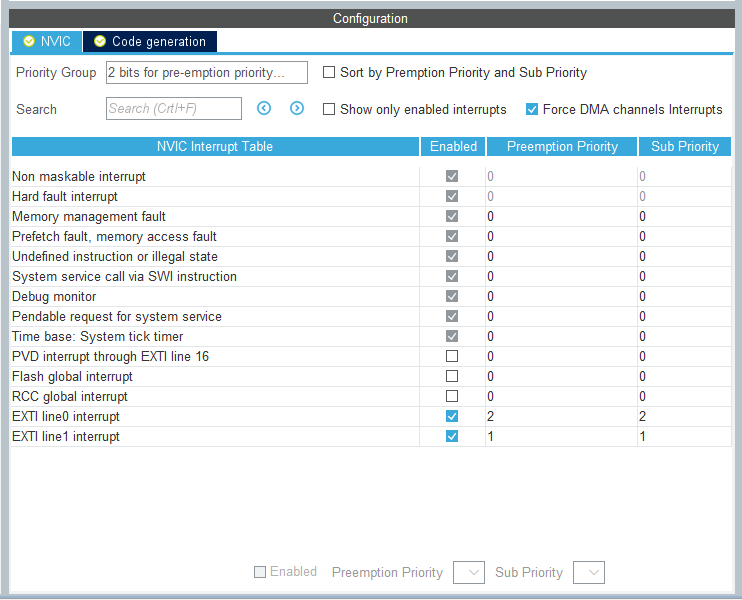 Configuration
NVIC Code generation
Priority Group 2 bits for pre-emption priority... Sort by Premption Priority and Sub Priority
Search Search (Crtl+F) Show only enabled interrupts Force DMA channels Interrupts
NVIC Interrupt Table Enabled Preemption Priority Sub Priority
Non maskable interrupt 0 0
Hard fault interrupt 0 0
Memory management fault 0 0
Prefetch fault, memory access fault 0 0
Undefined instruction or illegal state 0 0
System service call via SWI instruction 0 0
Debug monitor 0 0
Pendable request for system service 0 0
Time base: System tick timer 0 0
PVD interrupt through EXTI line 16 0 0
Flash global interrupt 0 0
RCC global interrupt 0 0
EXTI line0 interrupt 2 2
EXTI line1 interrupt 1 1
Enabled Preemption Priority Sub Priority